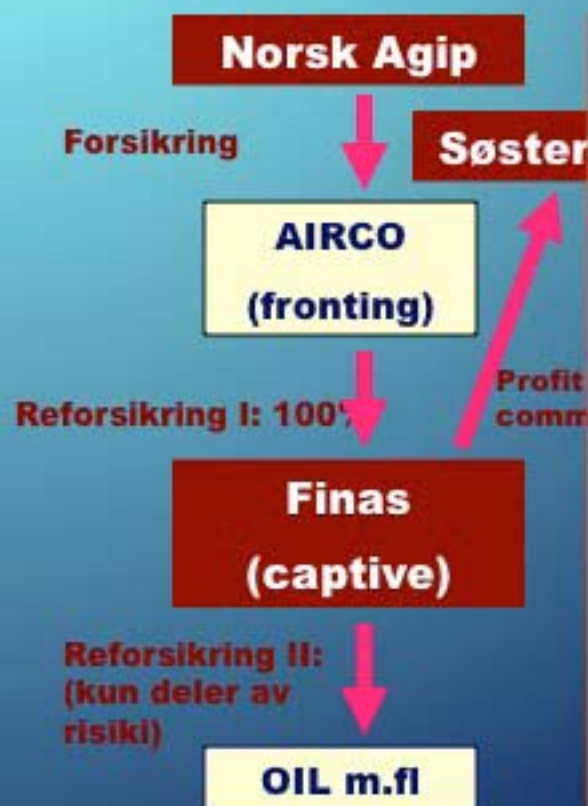 Norsk Agip
Forsikring
Søster
AIRCO
(fronting)
Profit
Reforsikring I: 100%
comm
Finas
(captive)
Reforsikring II:
(kun deler av
risiki)
OIL m.fl